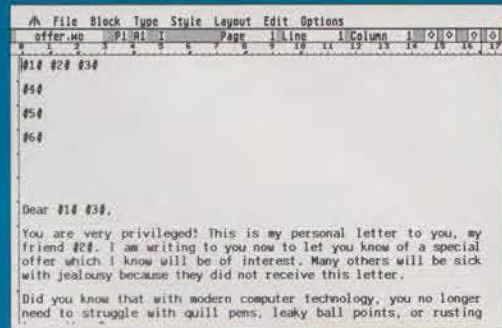 File Block Type Style Layout Edit Options
offer.wo P1 A1 I Page 1 Line 1 Column 1
0 1 2 3 4 5 6 7 8 9 10 11 12 13 14 15 16 17
#1# #2# #3#
#4#
#5#
#6#
Dear #1# #3#,
You are very privileged! This is my personal letter to you, my
friend #2#. I am writing to you now to let you know of a special
offer which I know will be of interest. Many others will be sick
with jealousy because they did not receive this letter.
Did you know that with modern computer technology, you no longer
need to struggle with quill pens, leaky ball points, or rusting